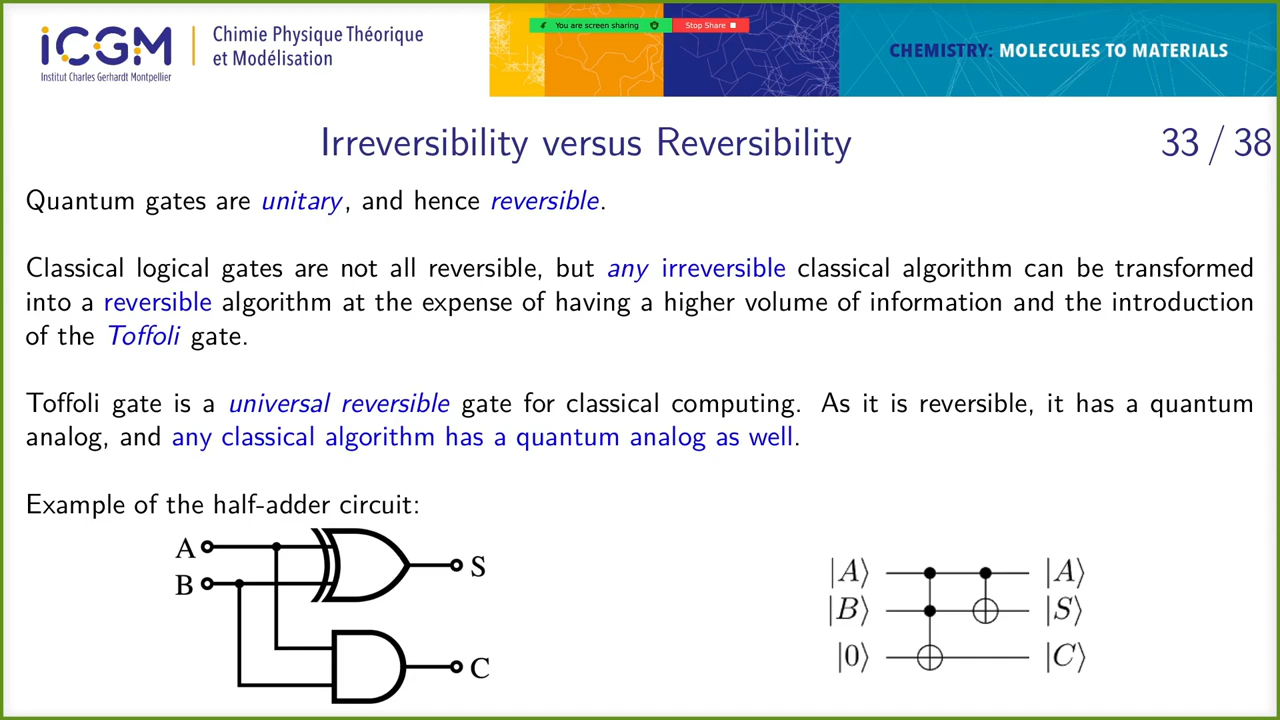 iCGM
Institut Charles Gerhardt Montpellier
Chimie Physique Théorique
et Modélisation
You are screen sharing
Stop Share
CHEMISTRY: MOLECULES TO MATERIALS
Irreversibility versus Reversibility
33 / 38
Quantum gates are unitary, and hence reversible.
Classical logical gates are not all reversible, but any irreversible classical algorithm can be transformed
into a reversible algorithm at the expense of having a higher volume of information and the introduction
of the Toffoli gate.
Toffoli gate is a universal reversible gate for classical computing. As it is reversible, it has a quantum
analog, and any classical algorithm has a quantum analog as well.
Example of the half-adder circuit:
A
B
S
C
|A⟩ |A⟩
|B⟩ |S⟩
|0⟩ |C⟩